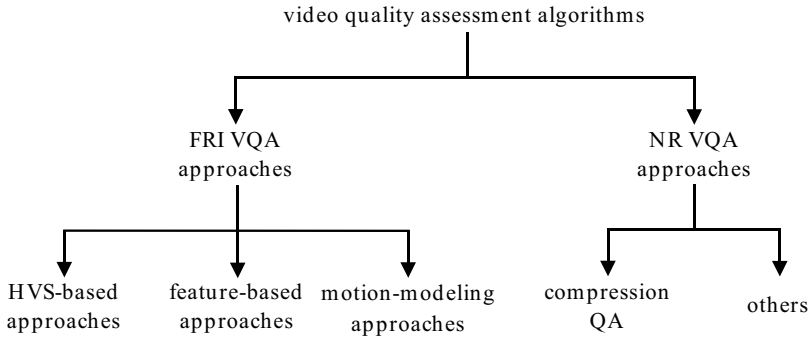 video quality assessment algorithms
FRI VQA
approaches
NR VQA
approaches
HVS-based
approaches
feature-based
approaches
motion-modeling
approaches
compression
QA
others